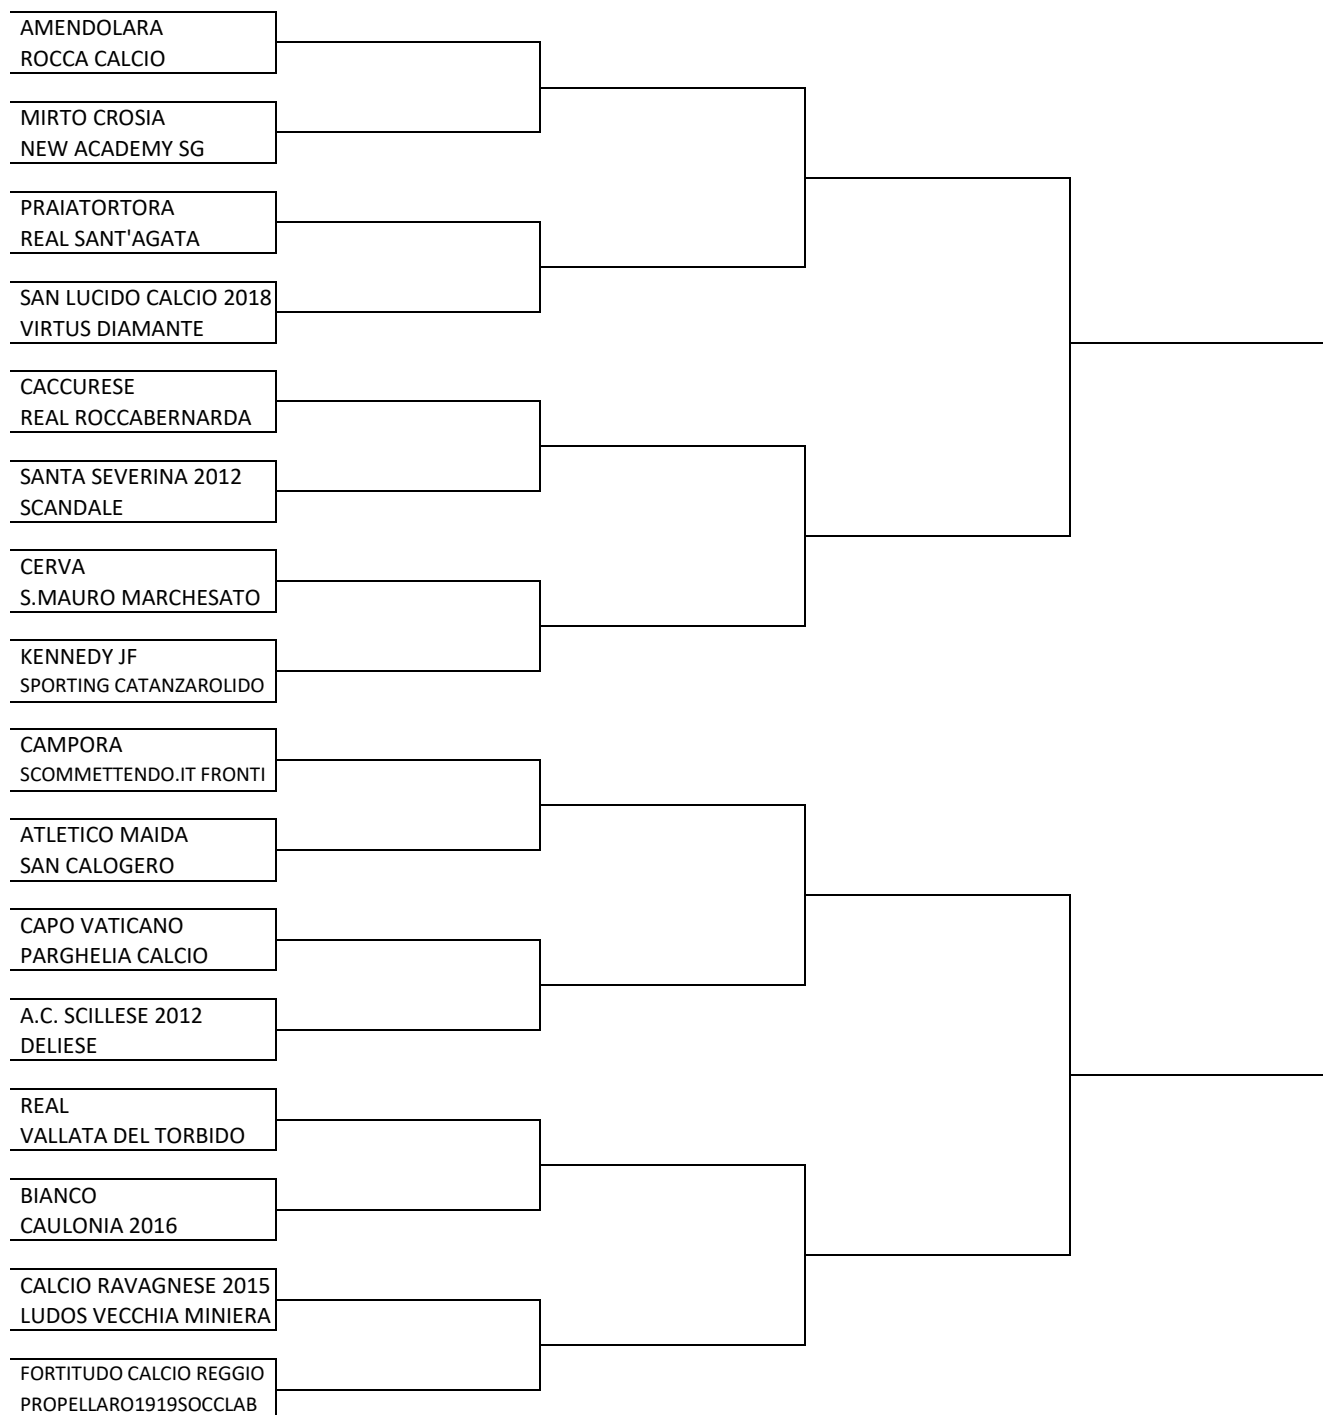 AMENDOLARA
ROCCA CALCIO
MIRTO CROSIA
NEW ACADEMY SG
PRAIATORTORA
REAL SANT'AGATA
SAN LUCIDO CALCIO 2018
VIRTUS DIAMANTE
CACCURESE
REAL ROCCABERNARDA
SANTA SEVERINA 2012
SCANDALE
CERVA
S.MAURO MARCHESATO
KENNEDY JF
SPORTING CATANZAROLIDO
CAMPORA
SCOMMETTENDO.IT FRONTI
ATLETICO MAIDA
SAN CALOGERO
CAPO VATICANO
PARGHELIA CALCIO
A.C. SCILLESE 2012
DELIESE
REAL
VALLATA DEL TORBIDO
BIANCO
CAULONIA 2016
CALCIO RAVAGNESE 2015
LUDOS VECCHIA MINIERA
FORTITUDO CALCIO REGGIO
PROPELLARO1919SOCCLAB